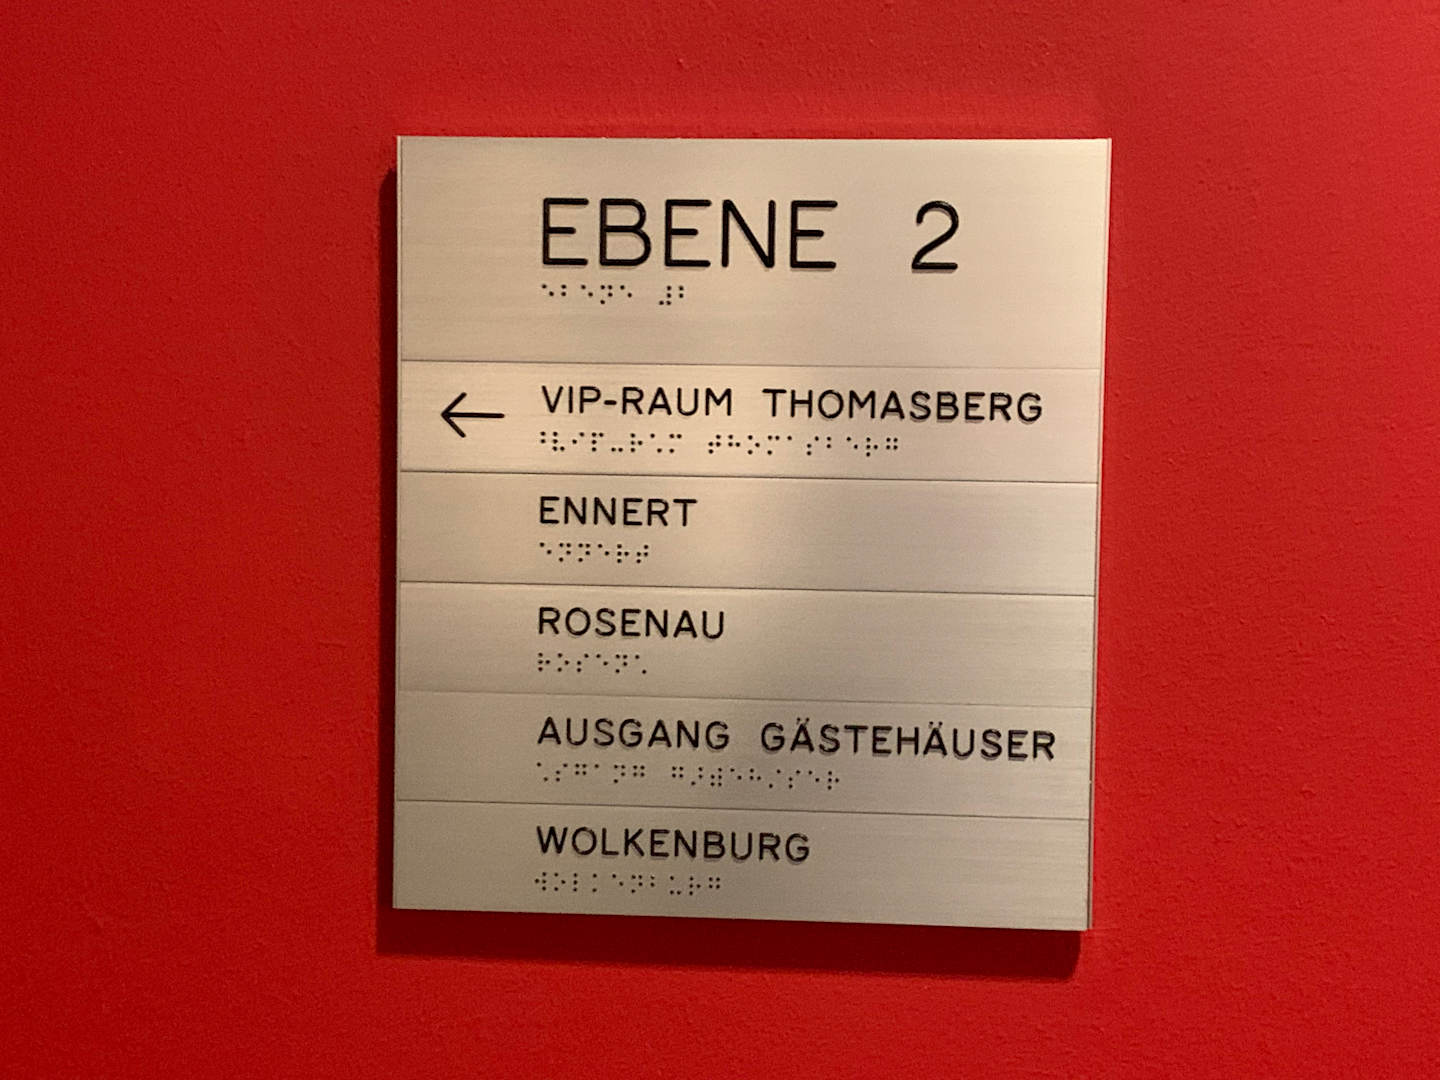 EBENE 2
⠑⠃⠑⠝⠑ ⠼⠃
← VIP-RAUM THOMASBERG
⠘⠧⠊⠏⠤⠗⠡⠍ ⠞⠓⠕⠍⠁⠎⠃⠑⠗⠛
ENNERT
⠑⠝⠝⠑⠗⠞
ROSENAU
⠗⠕⠎⠑⠝⠡
AUSGANG GÄSTEHÄUSER
⠡⠎⠛⠁⠝⠛ ⠛⠜⠾⠑⠓⠌⠎⠑⠗
WOLKENBURG
⠺⠕⠇⠅⠑⠝⠃⠥⠗⠛